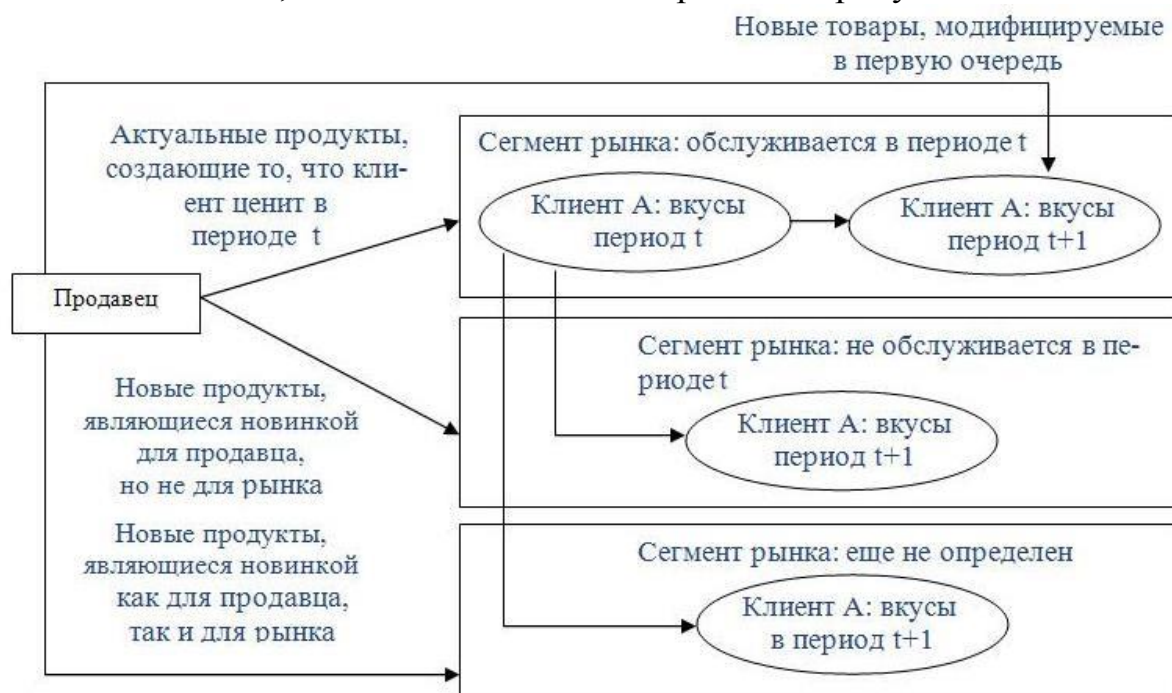 Новые товары, модифицируемые
в первую очередь
Актуальные продукты,
создающие то, что кли-
ент ценит в
периоде t
Сегмент рынка: обслуживается в периоде t
Клиент А: вкусы
период t
Клиент А: вкусы
период t+1
Продавец
Сегмент рынка: не обслуживается в пе-
риоде t
Клиент А: вкусы
период t+1
Новые продукты,
являющиеся новинкой
для продавца,
но не для рынка
Новые продукты,
являющиеся новинкой
как для продавца,
так и для рынка
Сегмент рынка: еще не определен
Клиент А: вкусы
в период t+1